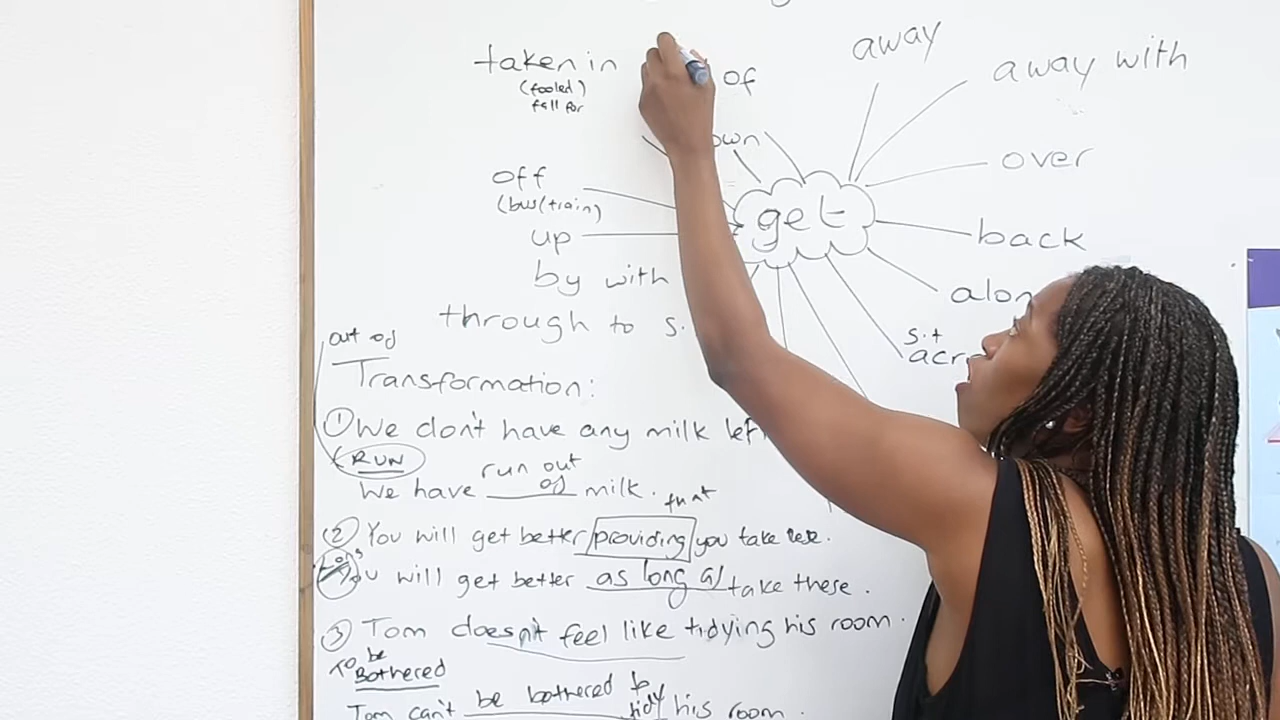 taken in
(fooled)
fall for
of
away
away with
own
over
off
(bus/train)
get
up
back
by with
alon
through to s.
s.t
acr
out of
Transformation:
① We don't have any milk lef
RUN
run out
of
We have milk.
that
② You will get better providing you take
You will get better as long as take these.
③ Tom doesn't feel like tidying his room.
To be
Bothered
be bothered to
Tom can't tidy his room.